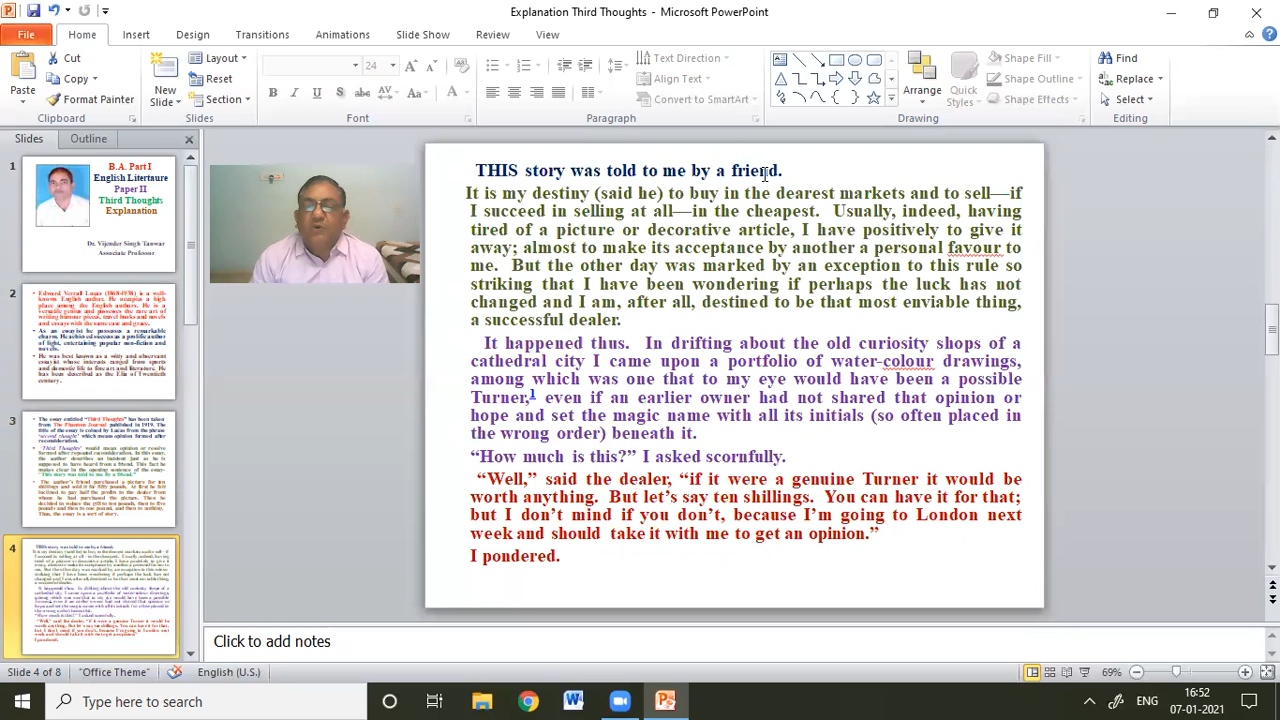 Explanation Third Thoughts - Microsoft PowerPoint
File Home Insert Design Transitions Animations Slide Show Review View
Paste
Cut
Copy
Format Painter
Clipboard
New Slide
Layout
Reset
Section
Slides
24
Font
Text Direction
Align Text
Convert to SmartArt
Paragraph
Arrange
Quick Styles
Shape Fill
Shape Outline
Shape Effects
Drawing
Find
Replace
Select
Editing
Slides Outline
1
B.A. Part I
English Literature
Paper II
Third Thoughts
Explanation
Dr. Vijender Singh Tanwar
Associate Professor
2
3
4
THIS story was told to me by a friend.
It is my destiny (said he) to buy in the dearest markets and to sell—if
I succeed in selling at all—in the cheapest. Usually, indeed, having
tired of a picture or decorative article, I have positively to give it
away; almost to make its acceptance by another a personal favour to
me. But the other day was marked by an exception to this rule so
striking that I have been wondering if perhaps the luck has not
changed and I am, after all, destined to be that most enviable thing,
a successful dealer.
It happened thus. In drifting about the old curiosity shops of a
cathedral city I came upon a portfolio of water-colour drawings,
among which was one that to my eye would have been a possible
Turner,1 even if an earlier owner had not shared that opinion or
hope and set the magic name with all its initials (so often placed in
the wrong order) beneath it.
“How much is this?” I asked scornfully.
“Well,” said the dealer, “if it were a genuine Turner it would be
worth anything. But let’s say ten shillings. You can have it for that;
but I don’t mind if you don’t, because I’m going to London next
week and should take it with me to get an opinion.”
I pondered.
Click to add notes
Slide 4 of 8 "Office Theme" English (U.S.) 69%
Type here to search
ENG
16:52
07-01-2021